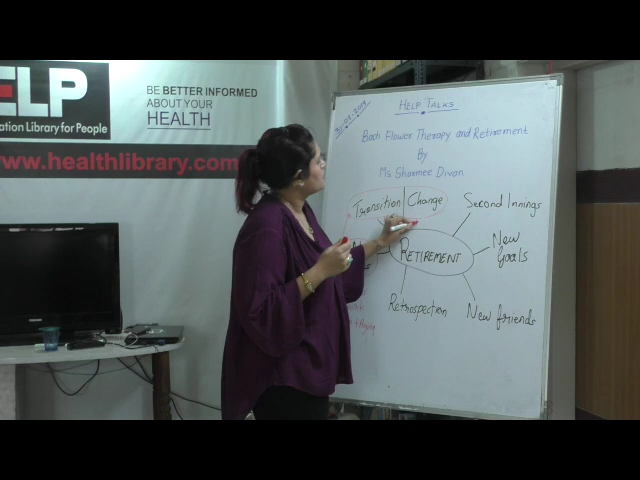 ELP
ation Library for People
BE BETTER INFORMED
ABOUT YOUR
HEALTH
www.healthlibrary.com
HELP TALKS
Bach Flower Therapy and Retirement
By
Ms Sharmee Divan
Transition Change
Second Innings
RETIREMENT
New
Goals
Retrospection
New friends